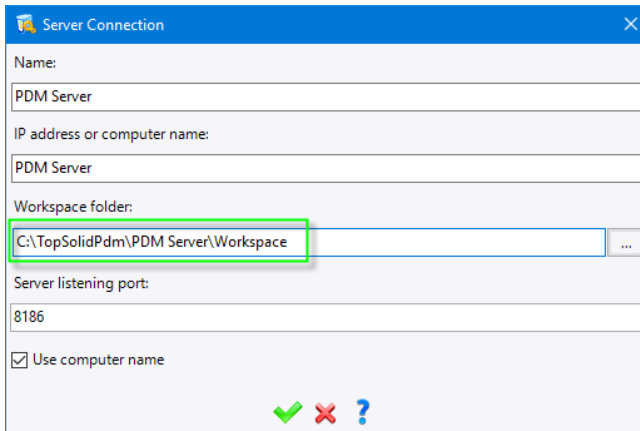 Server Connection
Name:
PDM Server
IP address or computer name:
PDM Server
Workspace folder:
C:\TopSolidPdm\PDM Server\Workspace
...
Server listening port:
8186
Use computer name